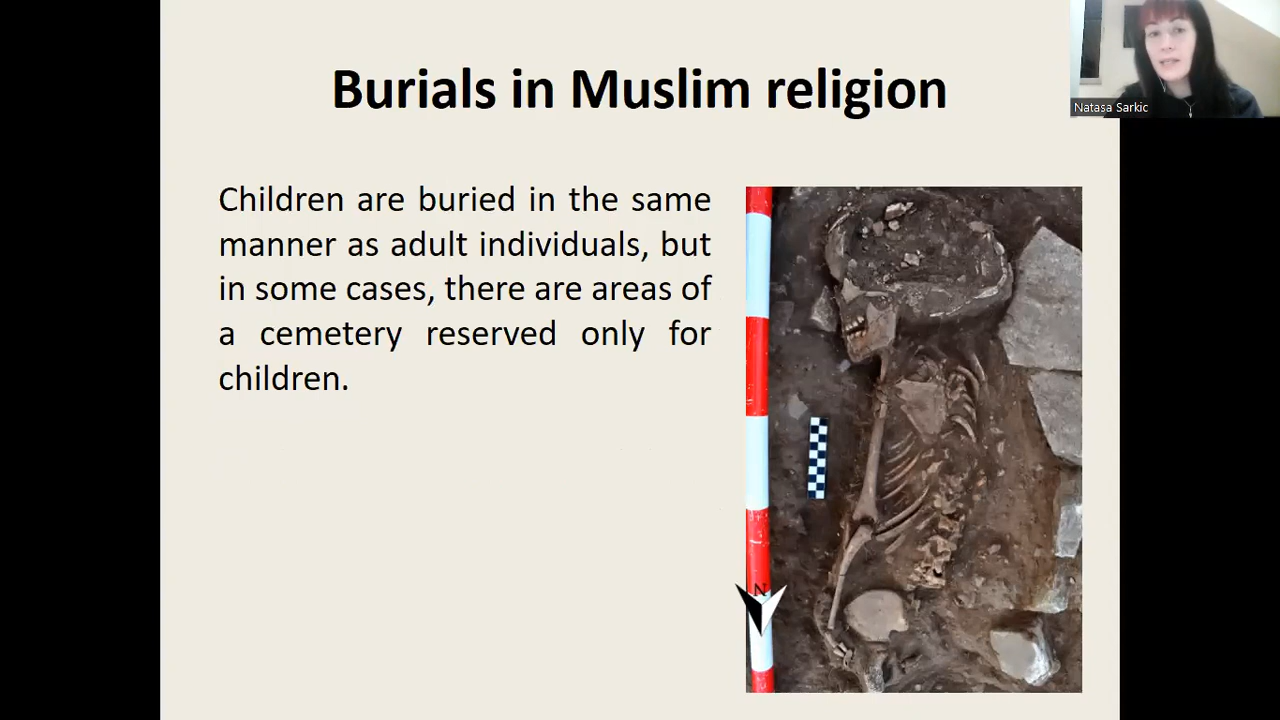 Burials in Muslim religion
Natasa Sarkic
Children are buried in the same
manner as adult individuals, but
in some cases, there are areas of
a cemetery reserved only for
children.
N